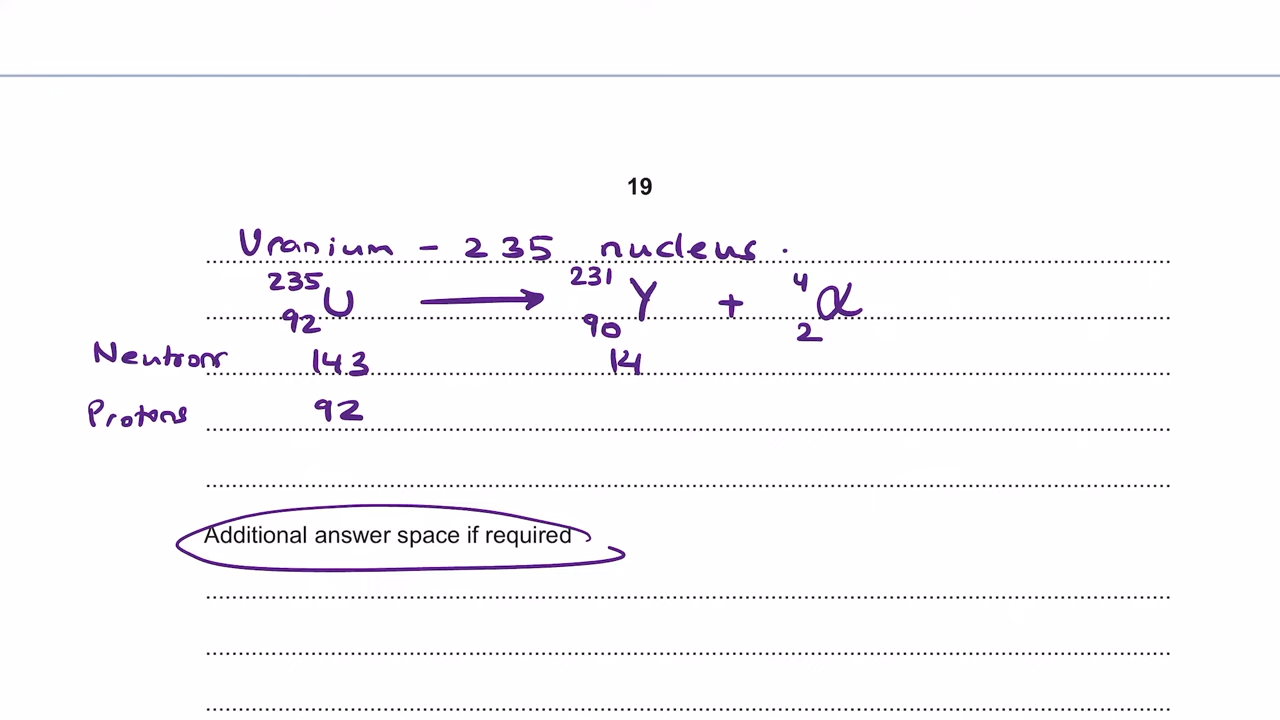 19
Uranium - 235 nucleus .
235 92 U → 231 90 Y + 4 2 α
Neutrons 143 14
Protons 92
Additional answer space if required